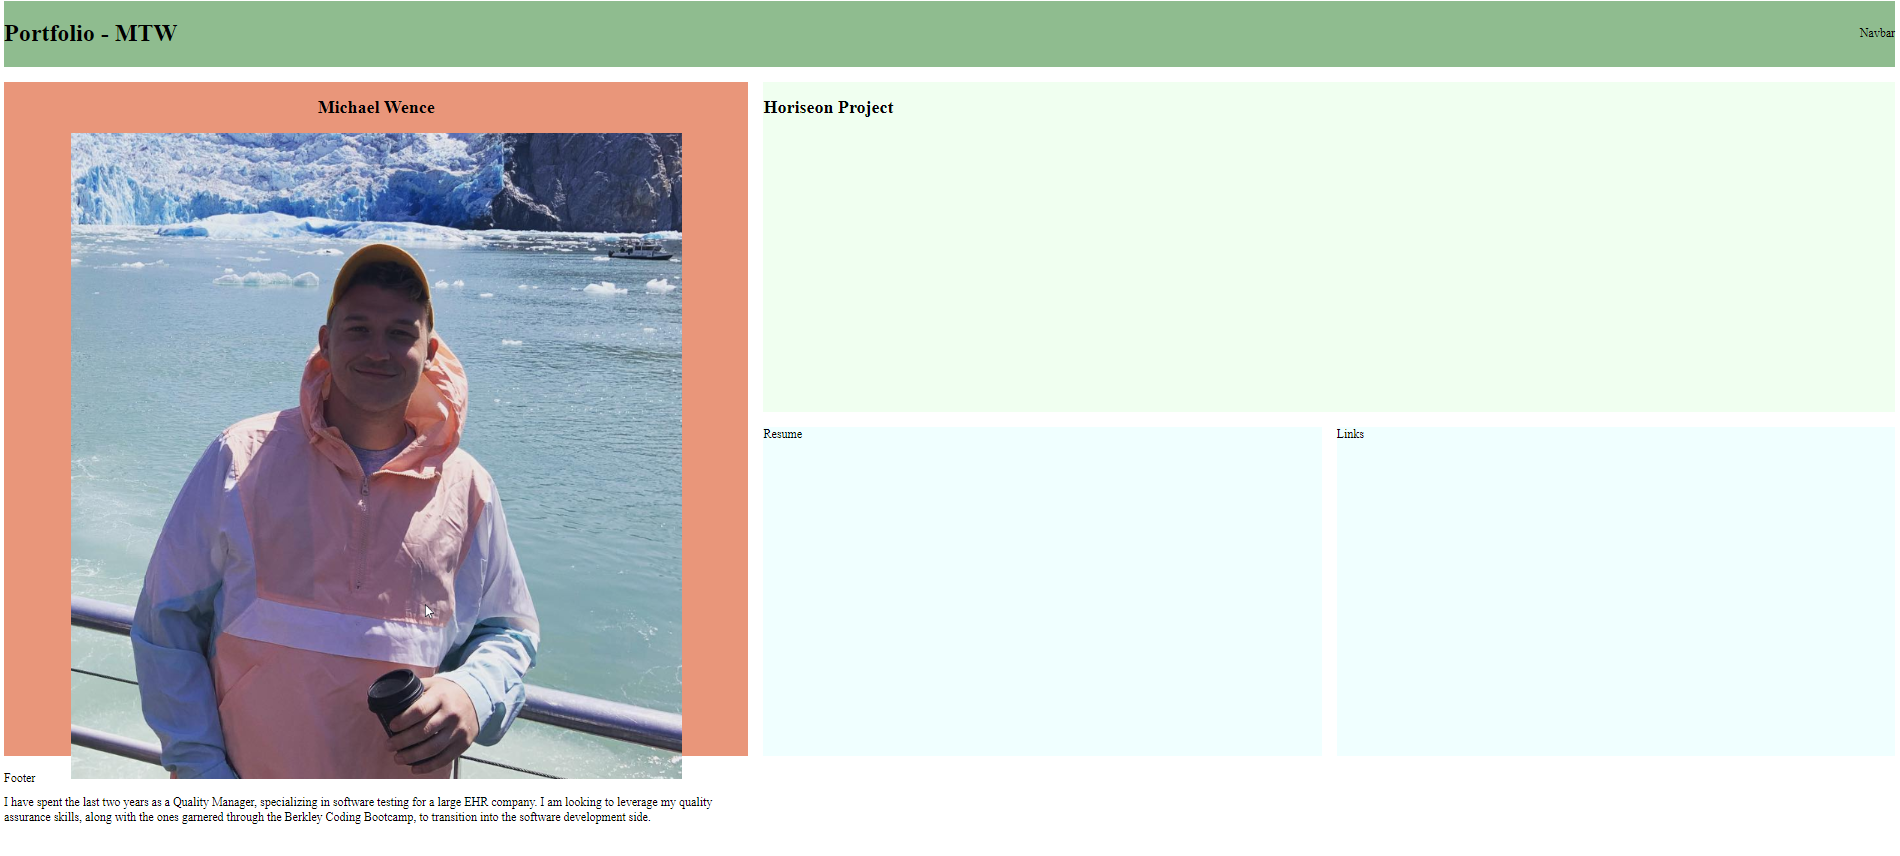 Portfolio - MTW
Navbar
Michael Wence
Horiseon Project
Resume
Links
Footer
I have spent the last two years as a Quality Manager, specializing in software testing for a large EHR company. I am looking to leverage my quality
assurance skills, along with the ones garnered through the Berkley Coding Bootcamp, to transition into the software development side.